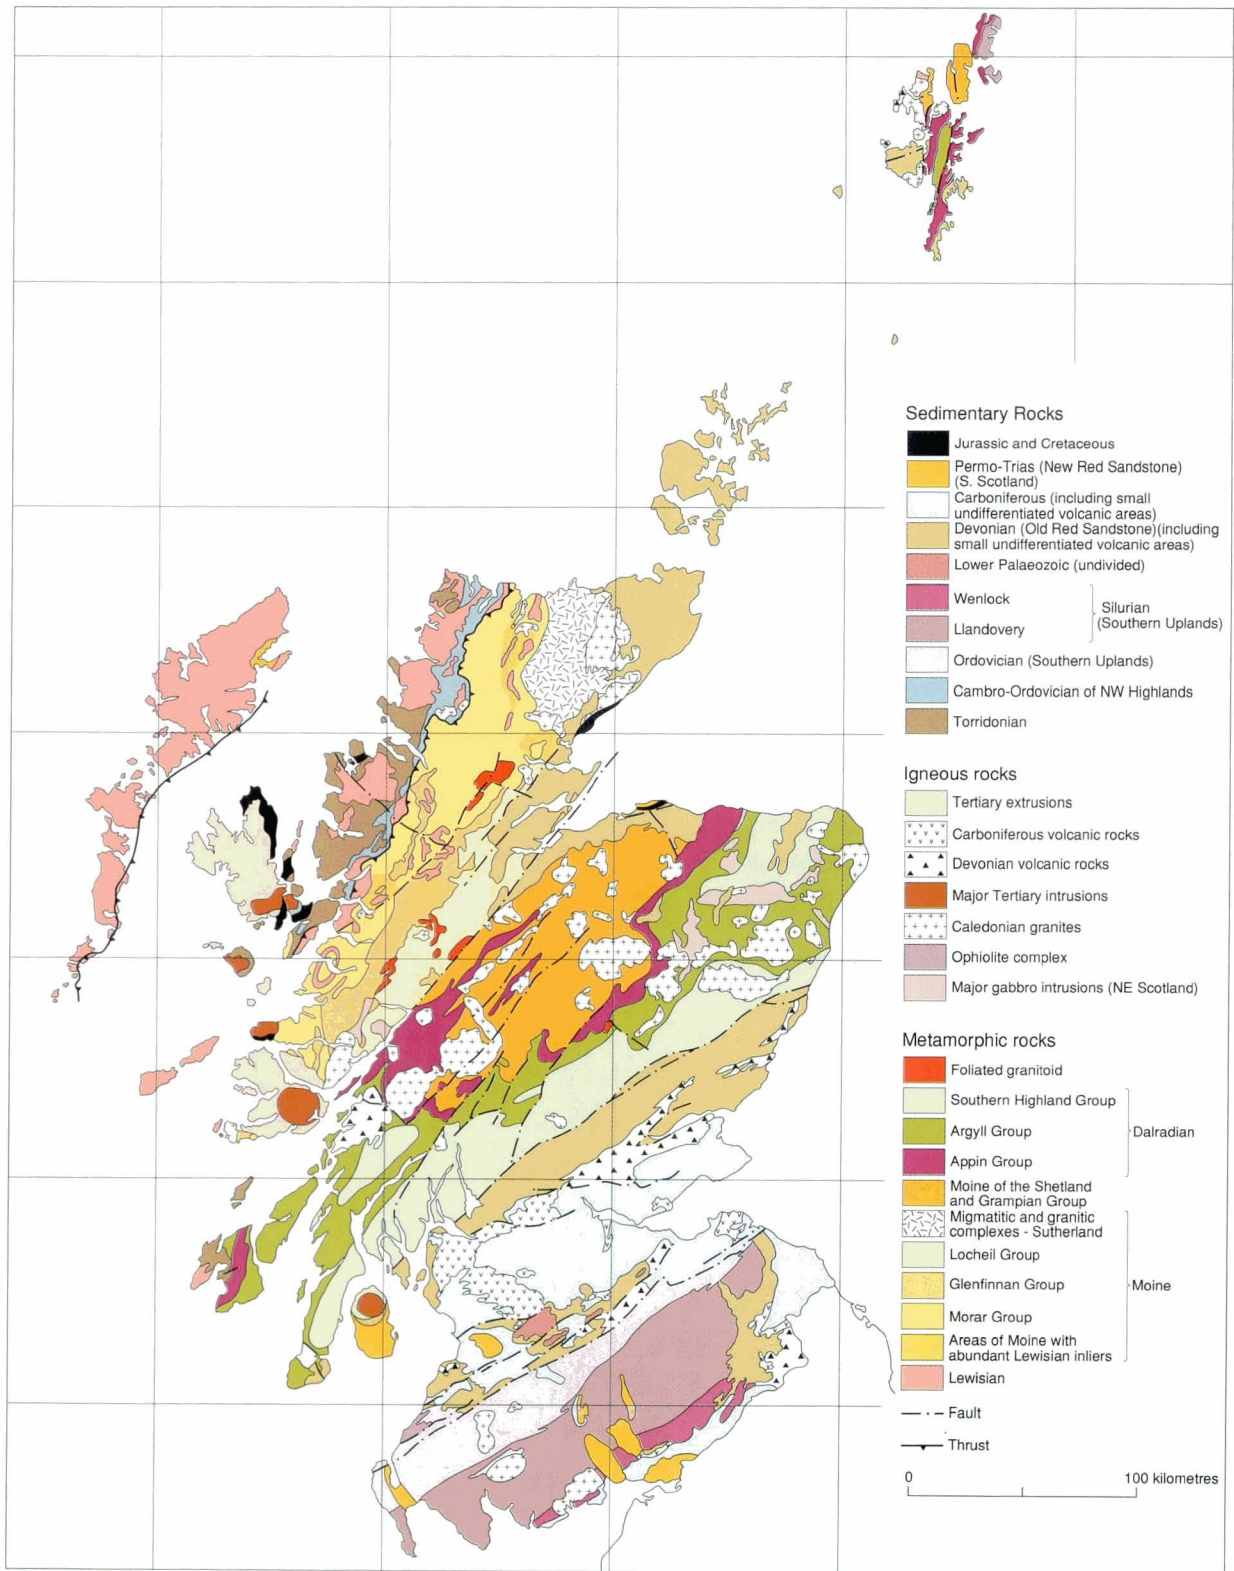 Sedimentary Rocks
Jurassic and Cretaceous
Permo-Trias (New Red Sandstone)
(S. Scotland)
Carboniferous (including small
undifferentiated volcanic areas)
Devonian (Old Red Sandstone)(including
small undifferentiated volcanic areas)
Lower Palaeozoic (undivided)
Wenlock
Llandovery
Silurian
(Southern Uplands)
Ordovician (Southern Uplands)
Cambro-Ordovician of NW Highlands
Torridonian
Igneous rocks
Tertiary extrusions
Carboniferous volcanic rocks
Devonian volcanic rocks
Major Tertiary intrusions
Caledonian granites
Ophiolite complex
Major gabbro intrusions (NE Scotland)
Metamorphic rocks
Foliated granitoid
Southern Highland Group
Argyll Group
Appin Group
Dalradian
Moine of the Shetland
and Grampian Group
Migmatitic and granitic
complexes - Sutherland
Locheil Group
Glenfinnan Group
Morar Group
Areas of Moine with
abundant Lewisian inliers
Moine
Lewisian
Fault
Thrust
0 100 kilometres